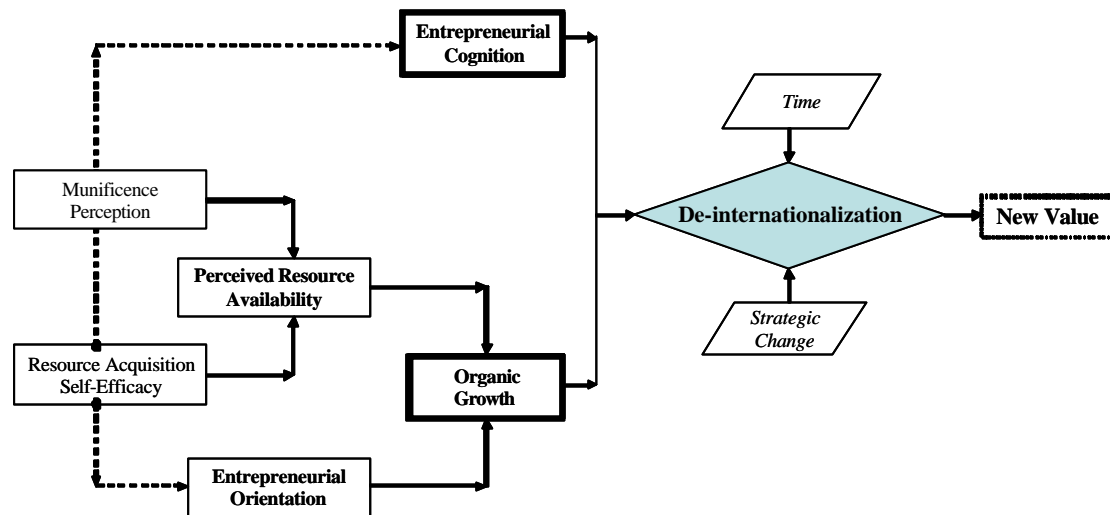 Entrepreneurial
Cognition
Time
Munificence
Perception
De-internationalization
New Value
Perceived Resource
Availability
Strategic
Change
Resource Acquisition
Self-Efficacy
Organic
Growth
Entrepreneurial
Orientation